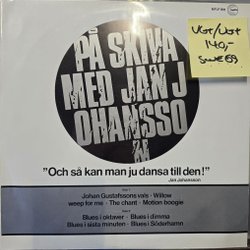 VG+/VG+
140,-
SWE 69
PÅ SKIVA
MED JAN J
OHANSSO
N
"Och så kan man ju dansa till den!"
Jan Johansson
Johan Gustafssons vals · Willow
weep for me · The chant · Motion boogie
Blues i oktaver · Blues i dimma
Blues i sista minuten · Blues i Söderhamn